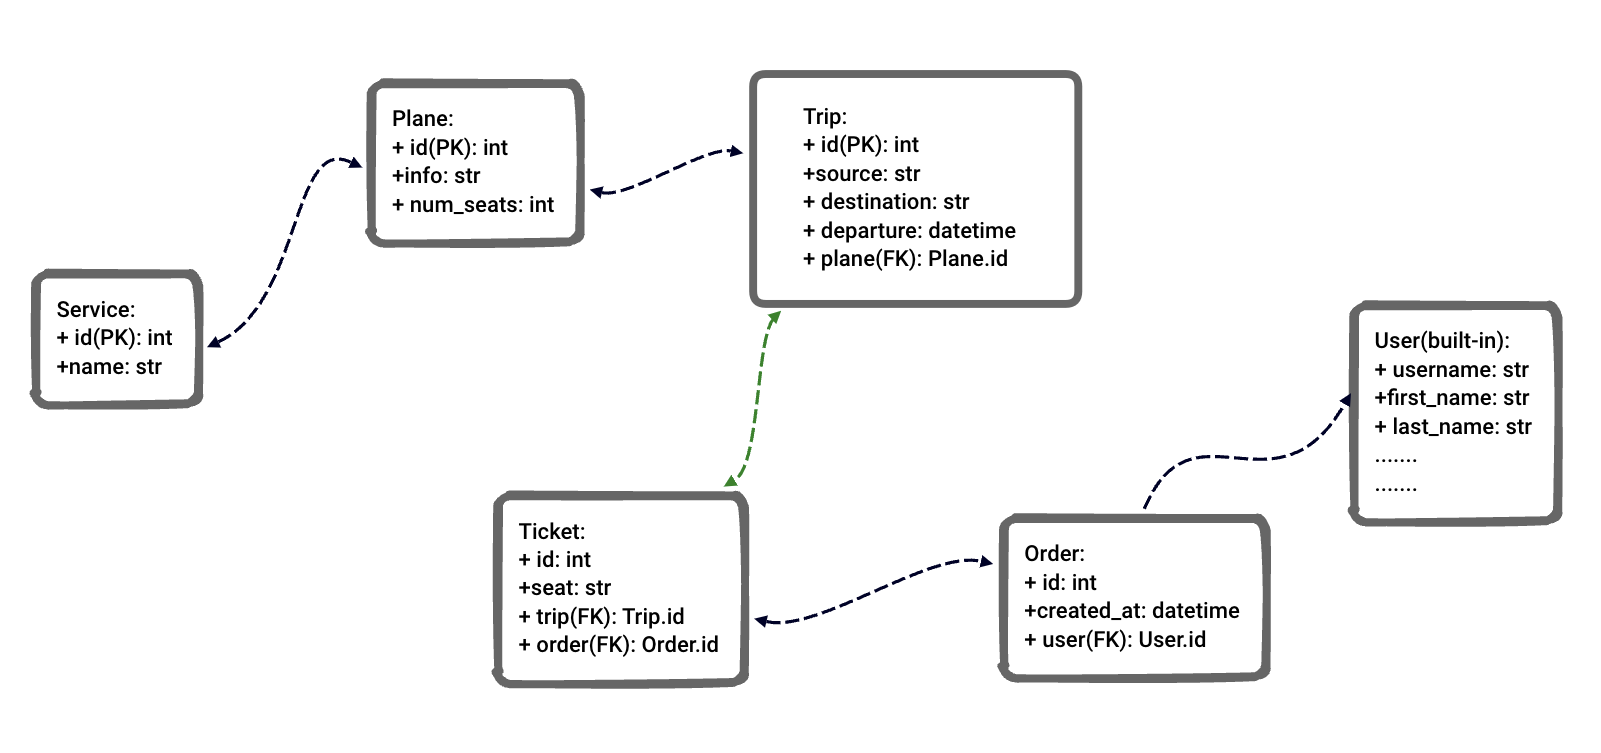 Plane:
+ id(PK): int
+info: str
+ num_seats: int
Trip:
+ id(PK): int
+source: str
+ destination: str
+ departure: datetime
+ plane(FK): Plane.id
Service:
+ id(PK): int
+name: str
User(built-in):
+ username: str
+first_name: str
+ last_name: str
.......
.......
Ticket:
+ id: int
+seat: str
+ trip(FK): Trip.id
+ order(FK): Order.id
Order:
+ id: int
+created_at: datetime
+ user(FK): User.id